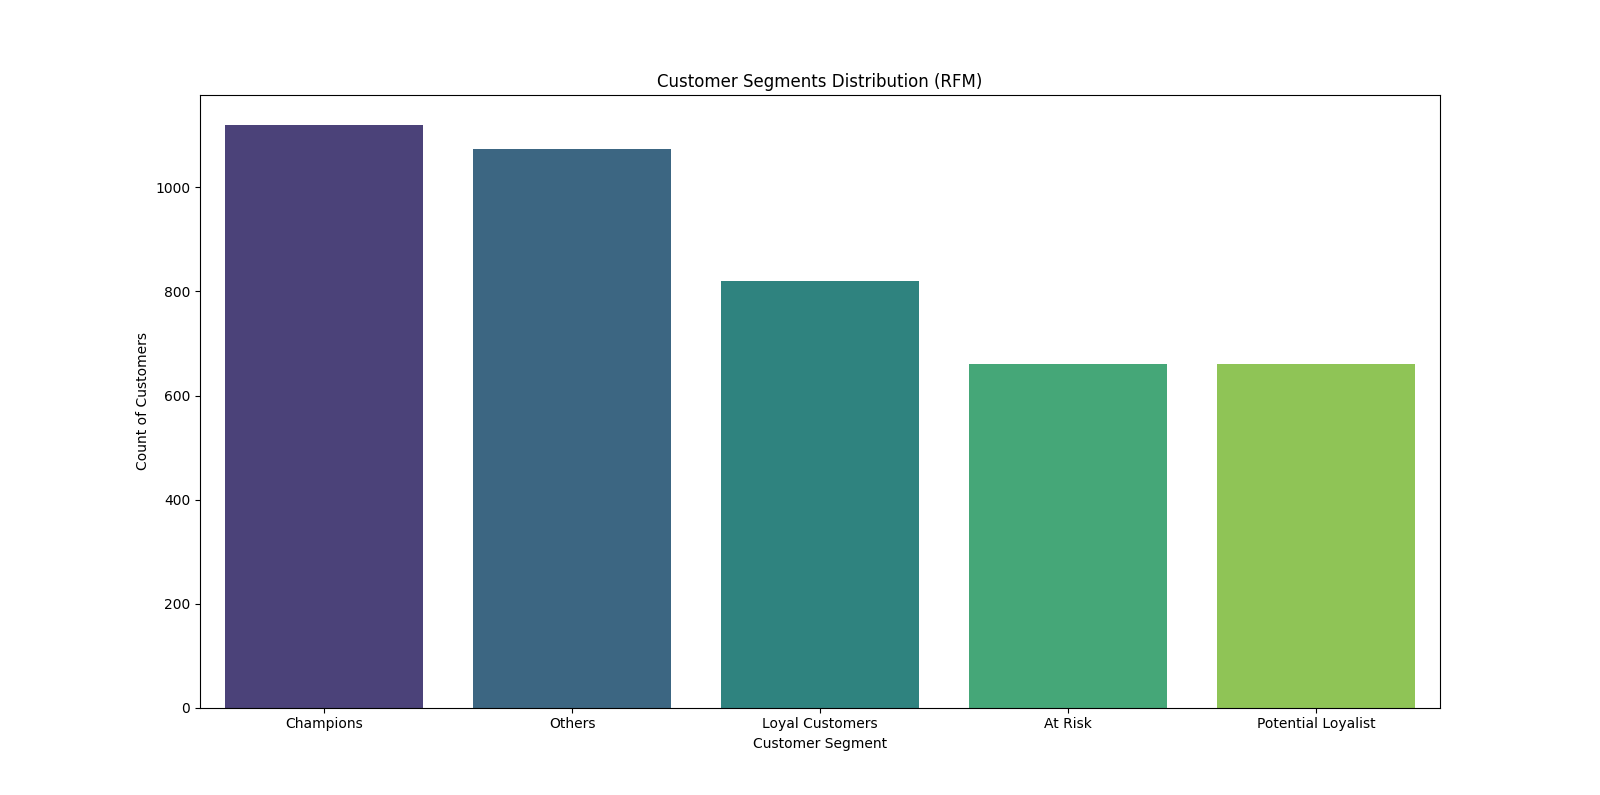 Customer Segments Distribution (RFM)
1000
800
600
400
200
0
Count of Customers
Champions
Others
Loyal Customers
At Risk
Potential Loyalist
Customer Segment